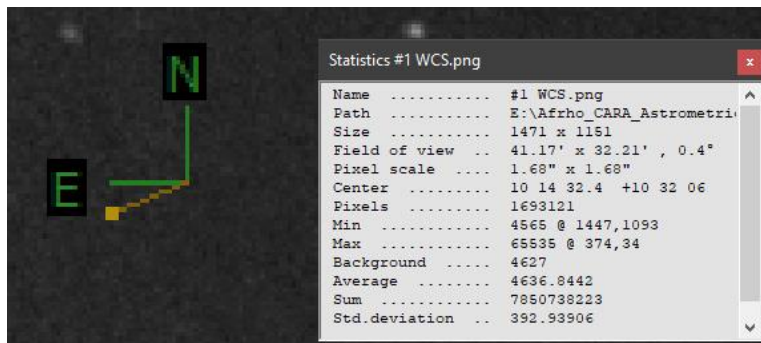 N
E
Statistics #1 WCS.png
x
Name ........... #1 WCS.png
Path ........... E:\Afrho_CARA_Astrometri
Size ........... 1471 x 1151
Field of view .. 41.17' x 32.21' , 0.4°
Pixel scale .... 1.68" x 1.68"
Center ......... 10 14 32.4 +10 32 06
Pixels ......... 1693121
Min ............ 4565 @ 1447,1093
Max ............ 65535 @ 374,34
Background ..... 4627
Average ........ 4636.8442
Sum ............ 7850738223
Std.deviation .. 392.93906